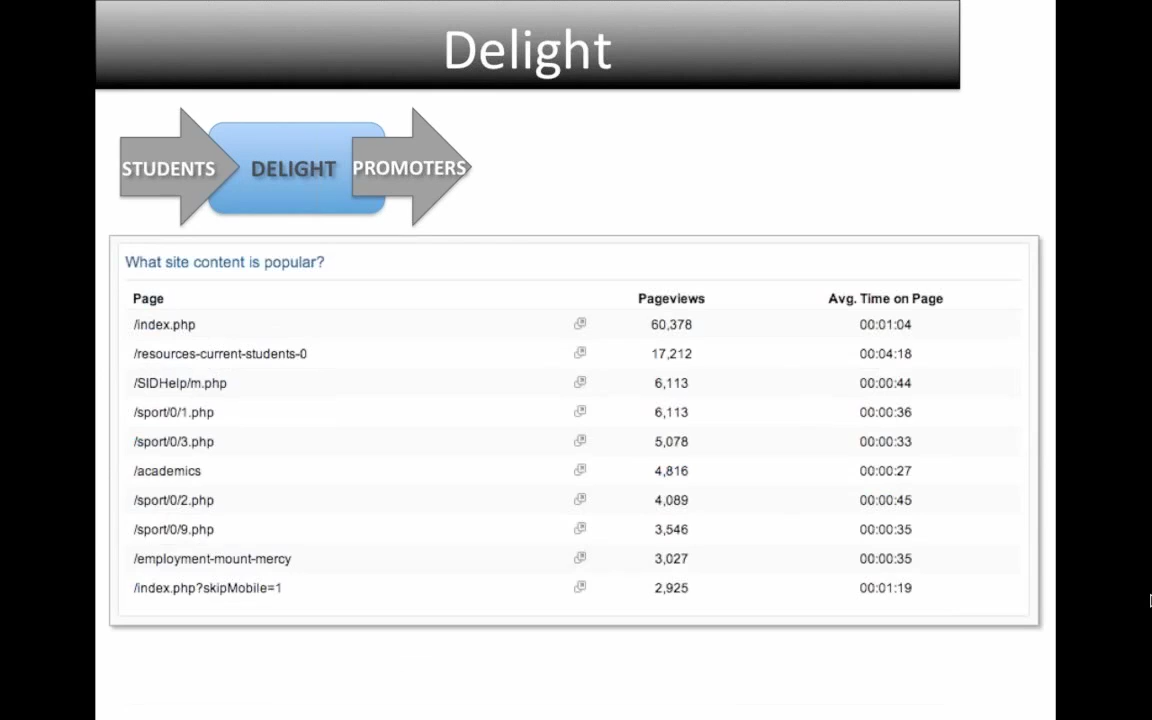 Delight
STUDENTS DELIGHT PROMOTERS
What site content is popular?
Page Pageviews Avg. Time on Page
/index.php 60,378 00:01:04
/resources-current-students-0 17,212 00:04:18
/SIDHelp/m.php 6,113 00:00:44
/sport/0/1.php 6,113 00:00:36
/sport/0/3.php 5,078 00:00:33
/academics 4,816 00:00:27
/sport/0/2.php 4,089 00:00:45
/sport/0/9.php 3,546 00:00:35
/employment-mount-mercy 3,027 00:00:35
/index.php?skipMobile=1 2,925 00:01:19